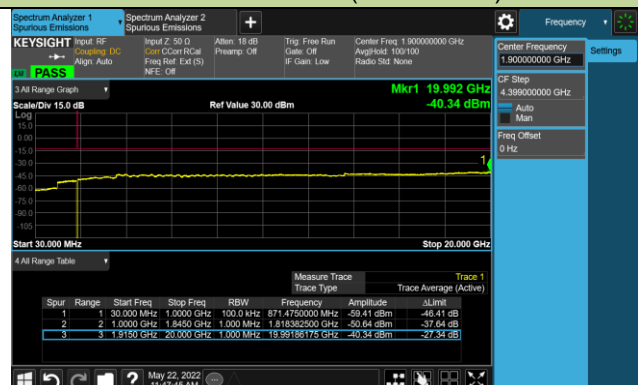 Spectrum Analyzer 1
Spurious Emissions
Spectrum Analyzer 2
Spurious Emissions
+
Frequency
KEYSIGHT
Input: RF
Coupling: DC
Align: Auto
Input Z: 50 Ω
Corr CCorr RCal
Freq Ref: Ext (S)
NFE: Off
Atten: 18 dB
Preamp: Off
Trig: Free Run
Gate: Off
IF Gain: Low
Center Freq: 1.900000000 GHz
Avg|Hold: 100/100
Radio Std: None
PASS
Center Frequency
1.900000000 GHz
Settings
CF Step
4.399000000 GHz
Auto
Man
Freq Offset
0 Hz
3 All Range Graph
Mkr1 19.992 GHz
Scale/Div 15.0 dB
Ref Value 30.00 dBm
-40.34 dBm
Log
15.0
0.00
-15.0
-30.0
-45.0
-60.0
-75.0
-90.0
-105
1
Start 30.000 MHz
Stop 20.000 GHz
4 All Range Table
Measure Trace Trace 1
Trace Type Trace Average (Active)
Spur Range Start Freq Stop Freq RBW Frequency Amplitude ΔLimit
1 1 30.000 MHz 1.0000 GHz 100.0 kHz 871.4750000 MHz -59.41 dBm -46.41 dB
2 2 1.0000 GHz 1.8450 GHz 1.000 MHz 1.818382500 GHz -50.64 dBm -37.64 dB
3 3 1.9150 GHz 20.000 GHz 1.000 MHz 19.99186175 GHz -40.34 dBm -27.34 dB
?
May 22, 2022
11:47:45 AM